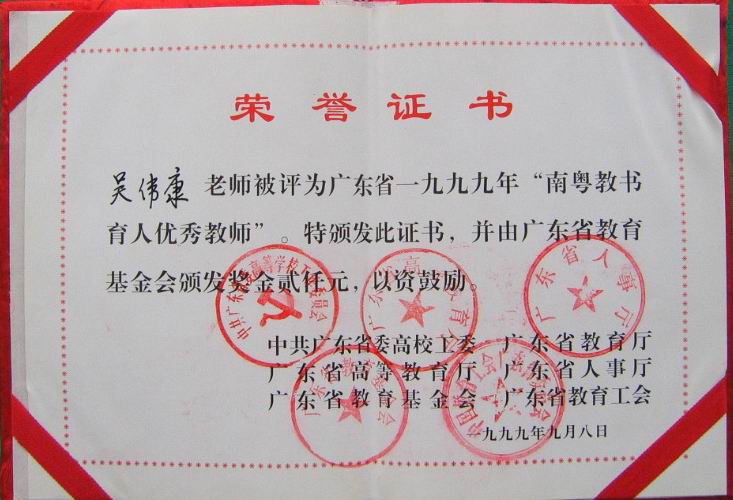 荣誉证书
吴伟康 老师被评为广东省一九九九年“南粤教书
育人优秀教师”。特颁发此证书，并由广东省教育
基金会颁发奖金贰仟元，以资鼓励。
中共广东省委高校工委 广东省教育厅
广东省高等教育厅 广东省人事厅
广东省教育基金会 广东省教育工会
一九九九年九月八日
广东省人事厅